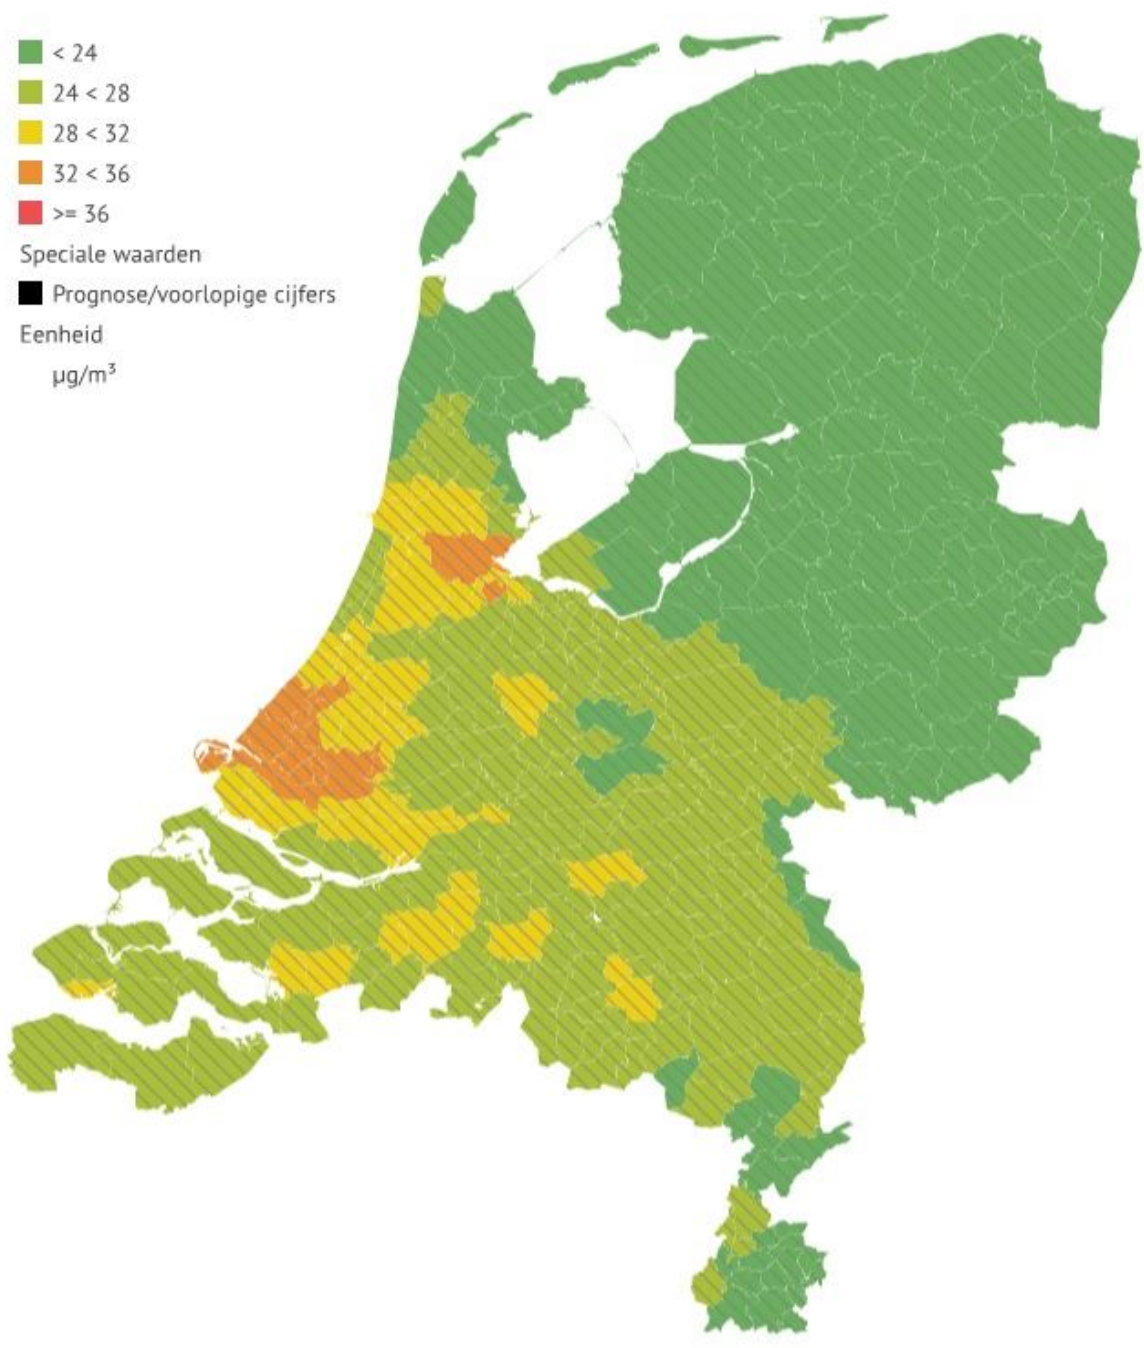 < 24
24 < 28
28 < 32
32 < 36
>= 36
Speciale waarden
Prognose/voorlopige cijfers
Eenheid
µg/m³